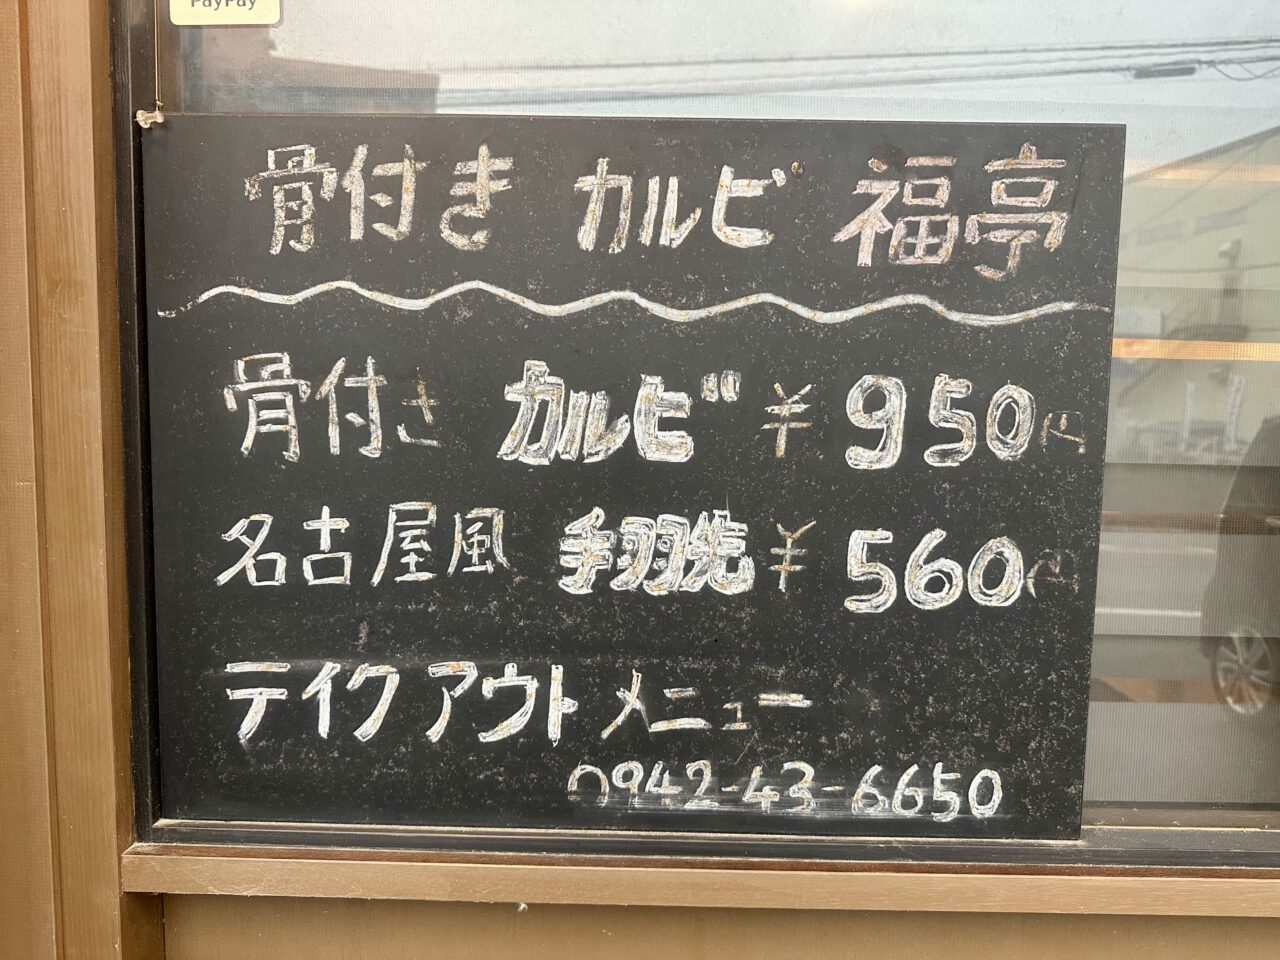 PayPay
骨付き カルビ 福亭
骨付き カルビ ¥950円
名古屋風 手羽先 ¥560円
テイクアウト メニュー
0942-43-6650